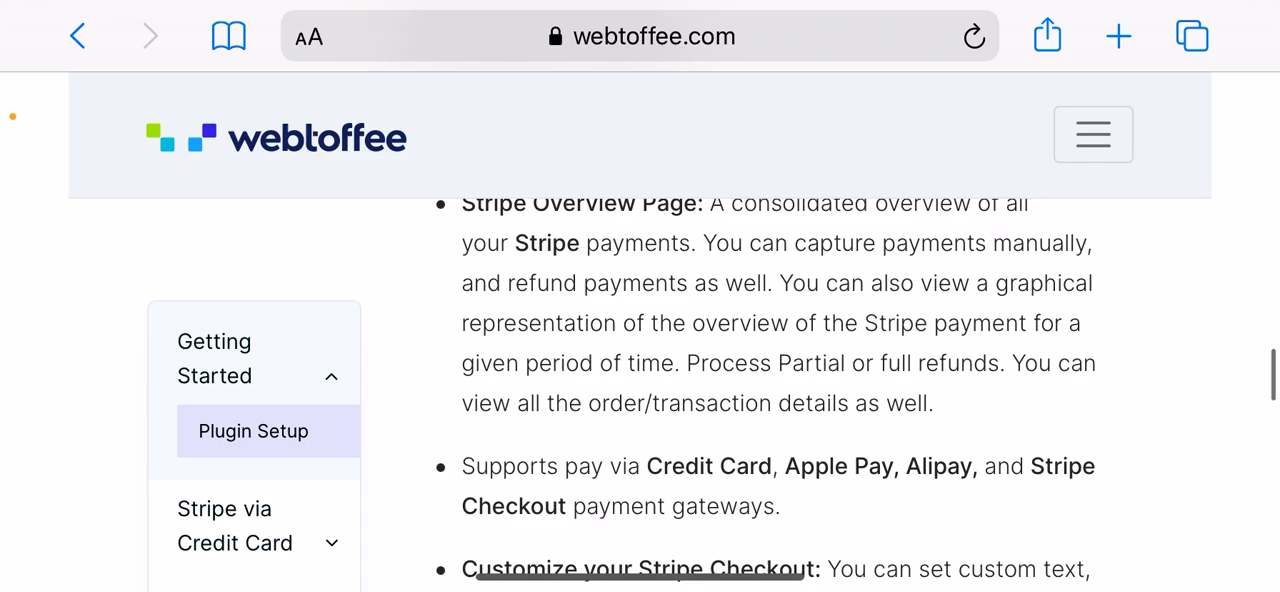 AA
webtoffee.com
webtoffee
Stripe Overview Page: A consolidated overview of all
your Stripe payments. You can capture payments manually,
and refund payments as well. You can also view a graphical
representation of the overview of the Stripe payment for a
given period of time. Process Partial or full refunds. You can
view all the order/transaction details as well.
Supports pay via Credit Card, Apple Pay, Alipay, and Stripe
Checkout payment gateways.
Customize your Stripe Checkout: You can set custom text,
Getting
Started
Plugin Setup
Stripe via
Credit Card